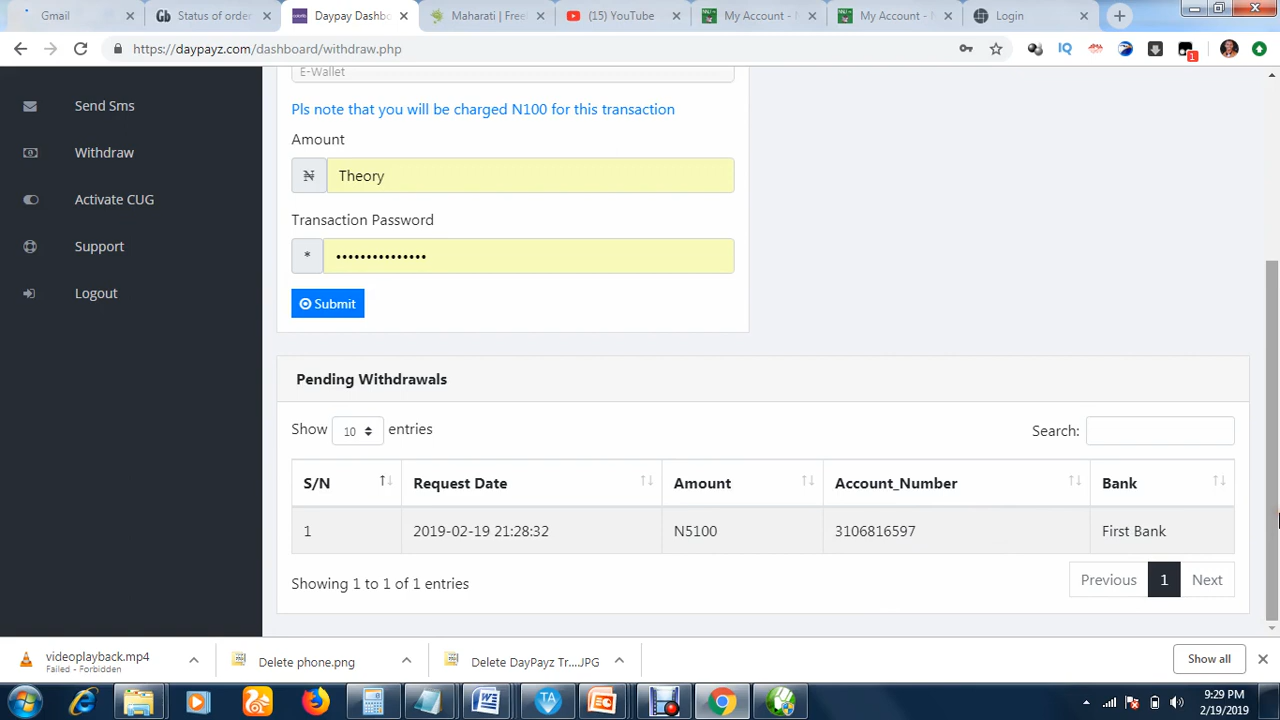 Gmail
Status of order
Daypay Dashb
Maharati | Free
(15) YouTube
My Account -
My Account -
Login
https://daypayz.com/dashboard/withdraw.php
1
Send Sms
Withdraw
Activate CUG
Support
Logout
E-Wallet
Pls note that you will be charged N100 for this transaction
Amount
₦ Theory
Transaction Password
* •••••••••••••••
Submit
Pending Withdrawals
Show 10 entries
Search:
S/N Request Date Amount Account_Number Bank
1 2019-02-19 21:28:32 N5100 3106816597 First Bank
Showing 1 to 1 of 1 entries
Previous 1 Next
videoplayback.mp4
Failed - Forbidden
Delete phone.png
Delete DayPayz Tr....JPG
Show all
9:29 PM
2/19/2019